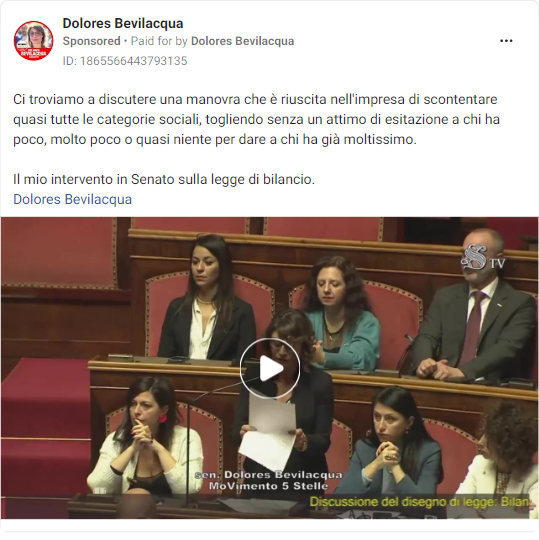 Dolores Bevilacqua
Sponsored • Paid for by Dolores Bevilacqua
ID: 1865566443793135
Ci troviamo a discutere una manovra che è riuscita nell'impresa di scontentare
quasi tutte le categorie sociali, togliendo senza un attimo di esitazione a chi ha
poco, molto poco o quasi niente per dare a chi ha già moltissimo.
Il mio intervento in Senato sulla legge di bilancio.
Dolores Bevilacqua
S TV
sen. Dolores Bevilacqua
MoVimento 5 Stelle
Discussione del disegno di legge: Bilan